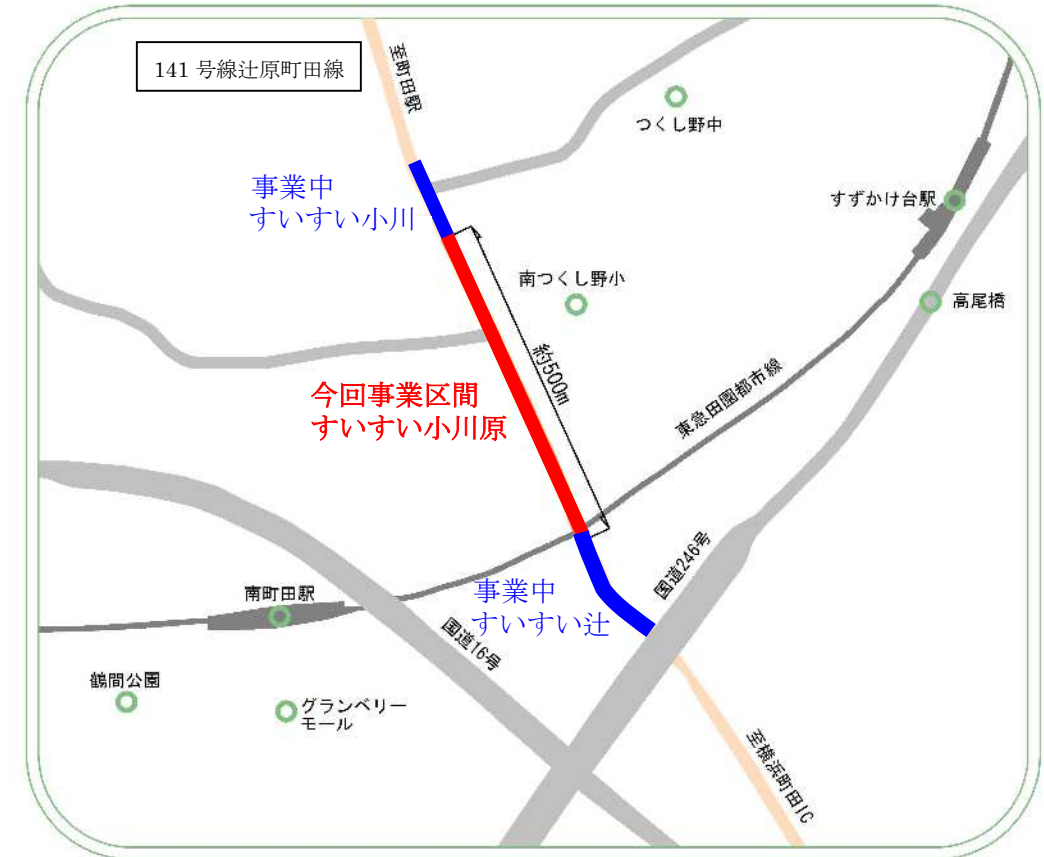 141 号線辻原町田線
至町田駅
つくし野中
事業中
すいすい小川
すずかけ台駅
南つくし野小
高尾橋
約500m
今回事業区間
すいすい小川原
東急田園都市線
国道246号
事業中
すいすい辻
南町田駅
国道16号
鶴間公園
グランベリー
モール
至横浜町田IC